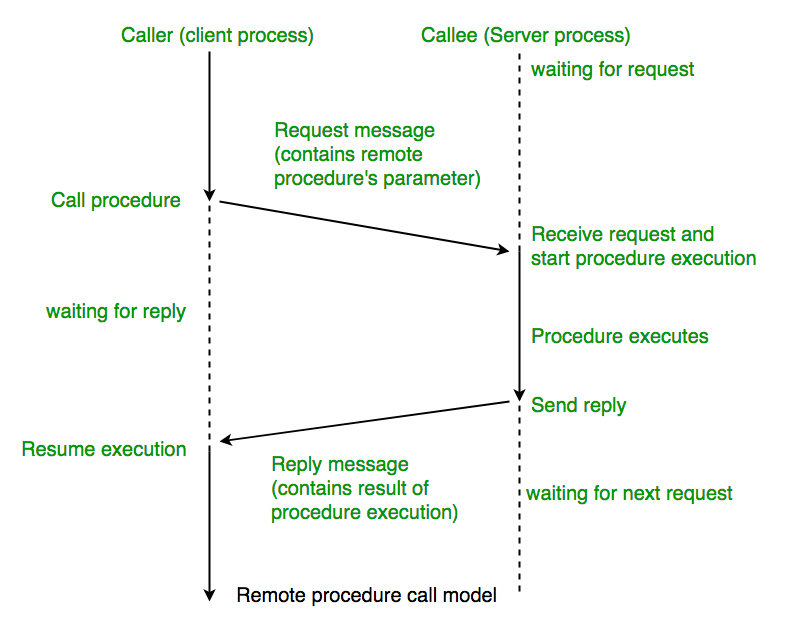 Caller (client process)
Callee (Server process)
waiting for request
Request message
(contains remote
procedure's parameter)
Call procedure
Receive request and
start procedure execution
waiting for reply
Procedure executes
Send reply
Resume execution
Reply message
(contains result of
procedure execution)
waiting for next request
Remote procedure call model